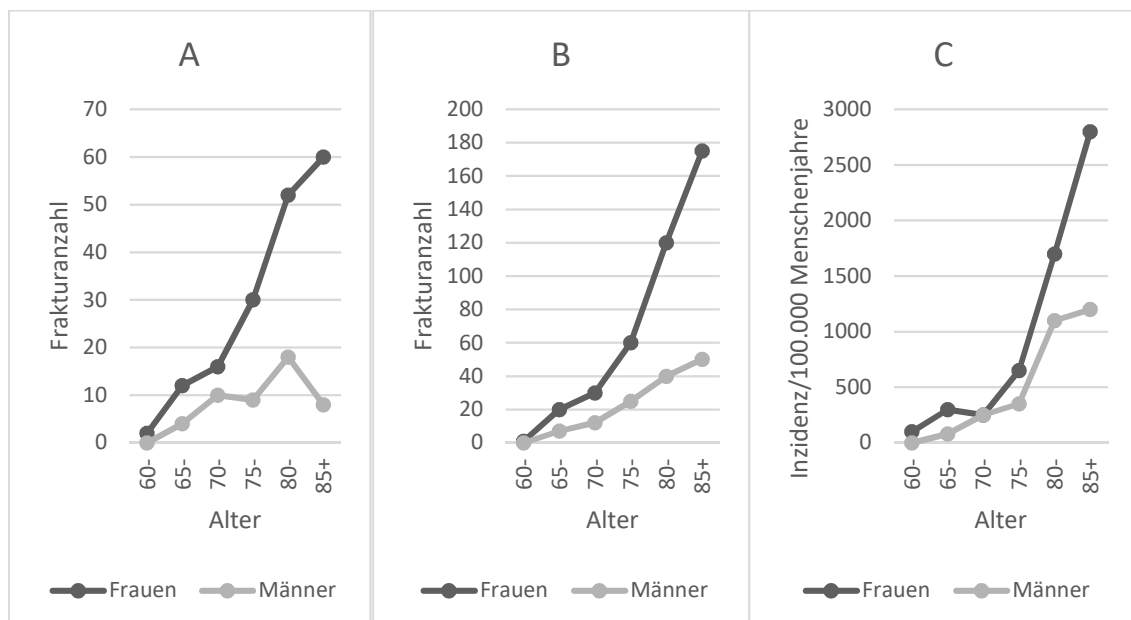 A
70
60
50
40
30
20
10
0
Frakturanzahl
60-
65-
70-
75-
80-
85+
Alter
Frauen
Männer
B
200
180
160
140
120
100
80
60
40
20
0
Frakturanzahl
60-
65-
70-
75-
80-
85+
Alter
Frauen
Männer
C
3000
2500
2000
1500
1000
500
0
Inzidenz/100.000 Menschenjahre
60-
65-
70-
75-
80-
85+
Alter
Frauen
Männer